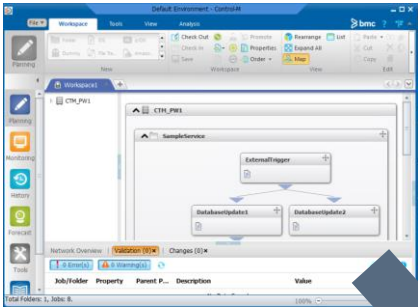 Default Environment - Control-M
File Workspace Tools View Analysis bmc
Check Out Promote Rearrange List Parts
Check In Properties Expand All Cut
Save Order Map Copy
Planning New Workspace View Edit
Workspace1
Planning
Monitoring
History
Forecast
Tools
CTM_PW1
CTM_PW1
SampleService
ExternalTrigger
DatabaseUpdate1 DatabaseUpdate2
Network Overview Validation (0) Changes (0)
0 Error(s) 0 Warning(s)
Job/Folder Property Parent P... Description Value
Total Folders: 1, Jobs: 8. 100%